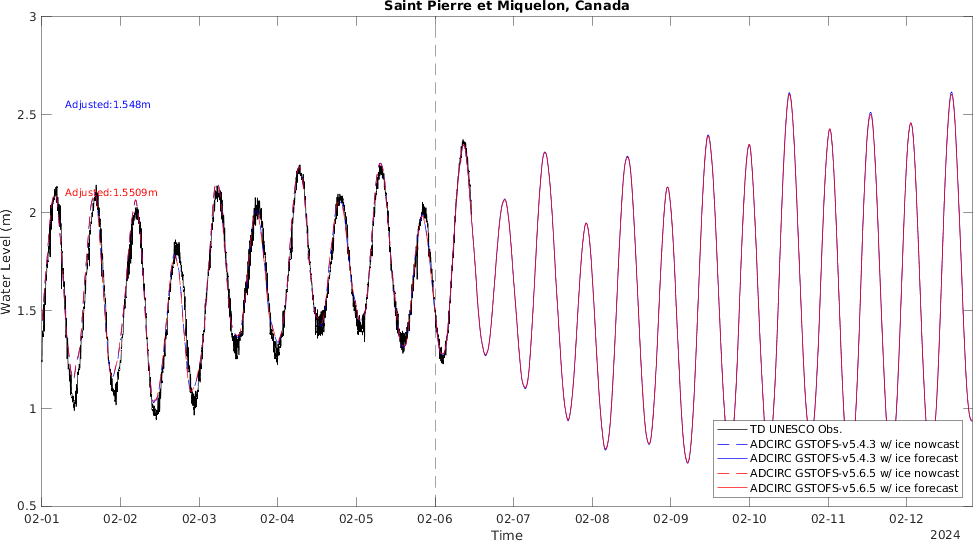 Saint Pierre et Miquelon, Canada
3
2.5
2
1.5
1
0.5
Water Level (m)
Adjusted:1.548m
Adjusted:1.5509m
TD UNESCO Obs.
ADCIRC GSTOFS-v5.4.3 w/ ice nowcast
ADCIRC GSTOFS-v5.4.3 w/ ice forecast
ADCIRC GSTOFS-v5.6.5 w/ ice nowcast
ADCIRC GSTOFS-v5.6.5 w/ ice forecast
02-01 02-02 02-03 02-04 02-05 02-06 02-07 02-08 02-09 02-10 02-11 02-12
Time
2024